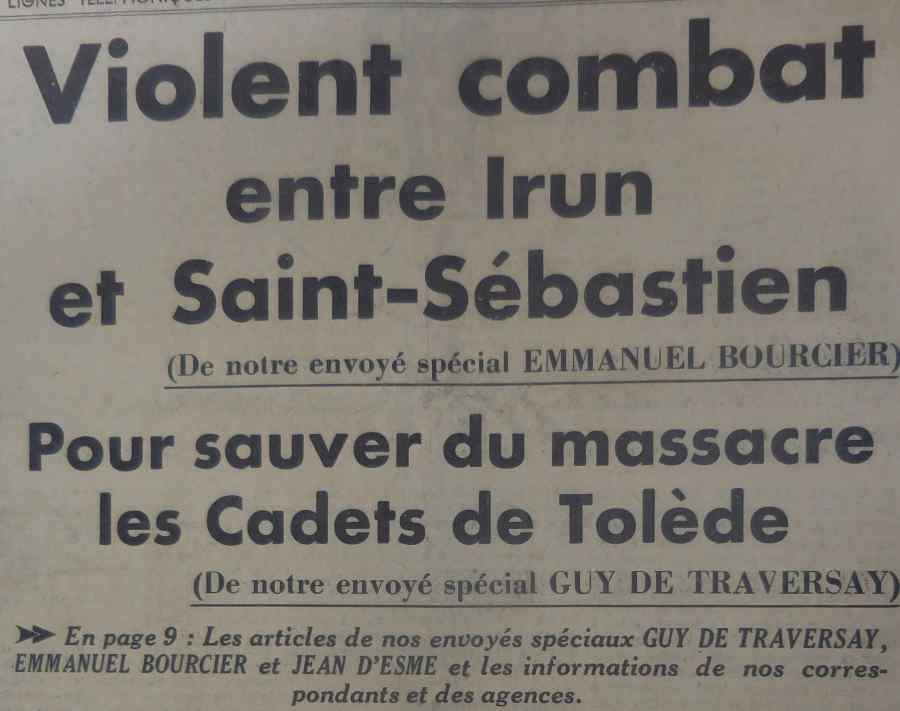 LIGNES TÉLÉPHONIQUES
Violent combat
entre Irun
et Saint-Sébastien
(De notre envoyé spécial EMMANUEL BOURCIER)
Pour sauver du massacre
les Cadets de Tolède
(De notre envoyé spécial GUY DE TRAVERSAY)
En page 9 : Les articles de nos envoyés spéciaux GUY DE TRAVERSAY,
EMMANUEL BOURCIER et JEAN D'ESME et les informations de nos corres-
pondants et des agences.